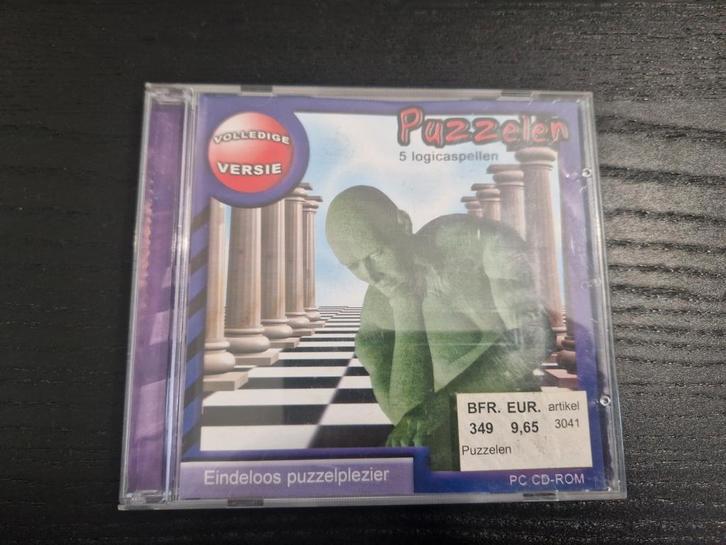 VOLLEDIGE
VERSIE
Puzzelen
5 logicaspellen
BFR. EUR. artikel
349 9,65 3041
Puzzelen
Eindeloos puzzelplezier
PC CD-ROM